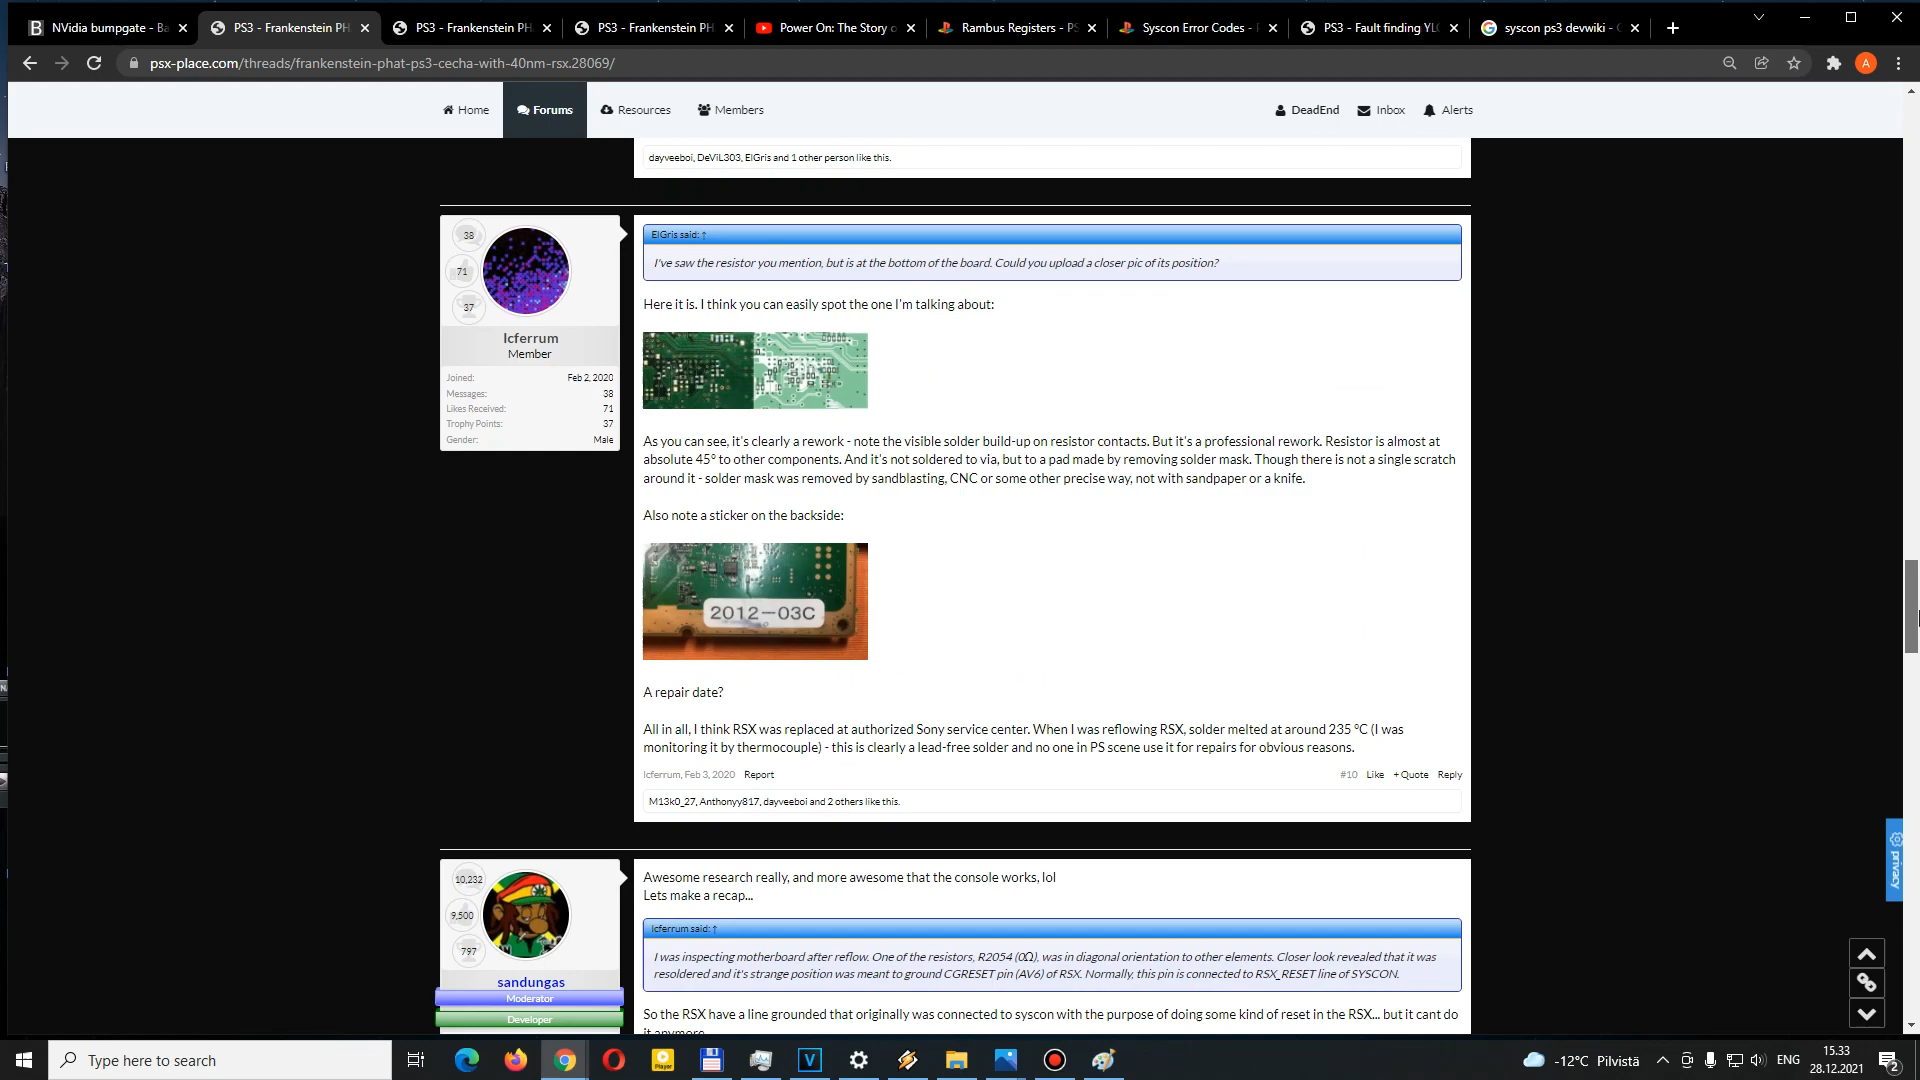 NVidia bumpgate - Ba
PS3 - Frankenstein PH
PS3 - Frankenstein PH
PS3 - Frankenstein PH
Power On: The Story o
Rambus Registers - PS
Syscon Error Codes - P
PS3 - Fault finding YLO
syscon ps3 devwiki - G
psx-place.com/threads/frankenstein-phat-ps3-cecha-with-40nm-rsx.28069/
A
Home
Forums
Resources
Members
DeadEnd
Inbox
Alerts
dayveeboi, DeViL303, ElGris and 1 other person like this.
38
71
37
Icferrum
Member
Joined: Feb 2, 2020
Messages: 38
Likes Received: 71
Trophy Points: 37
Gender: Male
ElGris said: ↑
I've saw the resistor you mention, but is at the bottom of the board. Could you upload a closer pic of its position?
Here it is. I think you can easily spot the one I'm talking about:
As you can see, it's clearly a rework - note the visible solder build-up on resistor contacts. But it's a professional rework. Resistor is almost at
absolute 45° to other components. And it's not soldered to via, but to a pad made by removing solder mask. Though there is not a single scratch
around it - solder mask was removed by sandblasting, CNC or some other precise way, not with sandpaper or a knife.
Also note a sticker on the backside:
2012-03C
A repair date?
All in all, I think RSX was replaced at authorized Sony service center. When I was reflowing RSX, solder melted at around 235 °C (I was
monitoring it by thermocouple) - this is clearly a lead-free solder and no one in PS scene use it for repairs for obvious reasons.
Icferrum, Feb 3, 2020 Report
#10 Like + Quote Reply
M13k0_27, Anthonyy817, dayveeboi and 2 others like this.
10,232
9,500
797
sandungas
Moderator
Developer
Awesome research really, and more awesome that the console works, lol
Lets make a recap...
Icferrum said: ↑
I was inspecting motherboard after reflow. One of the resistors, R2054 (0Ω), was in diagonal orientation to other elements. Closer look revealed that it was
resoldered and it's strange position was meant to ground CGRESET pin (AV6) of RSX. Normally, this pin is connected to RSX_RESET line of SYSCON.
So the RSX have a line grounded that originally was connected to syscon with the purpose of doing some kind of reset in the RSX... but it cant do
it anymore
privacy
Type here to search
Player
V
-12°C Pilvistä
ENG
15.33
28.12.2021
2